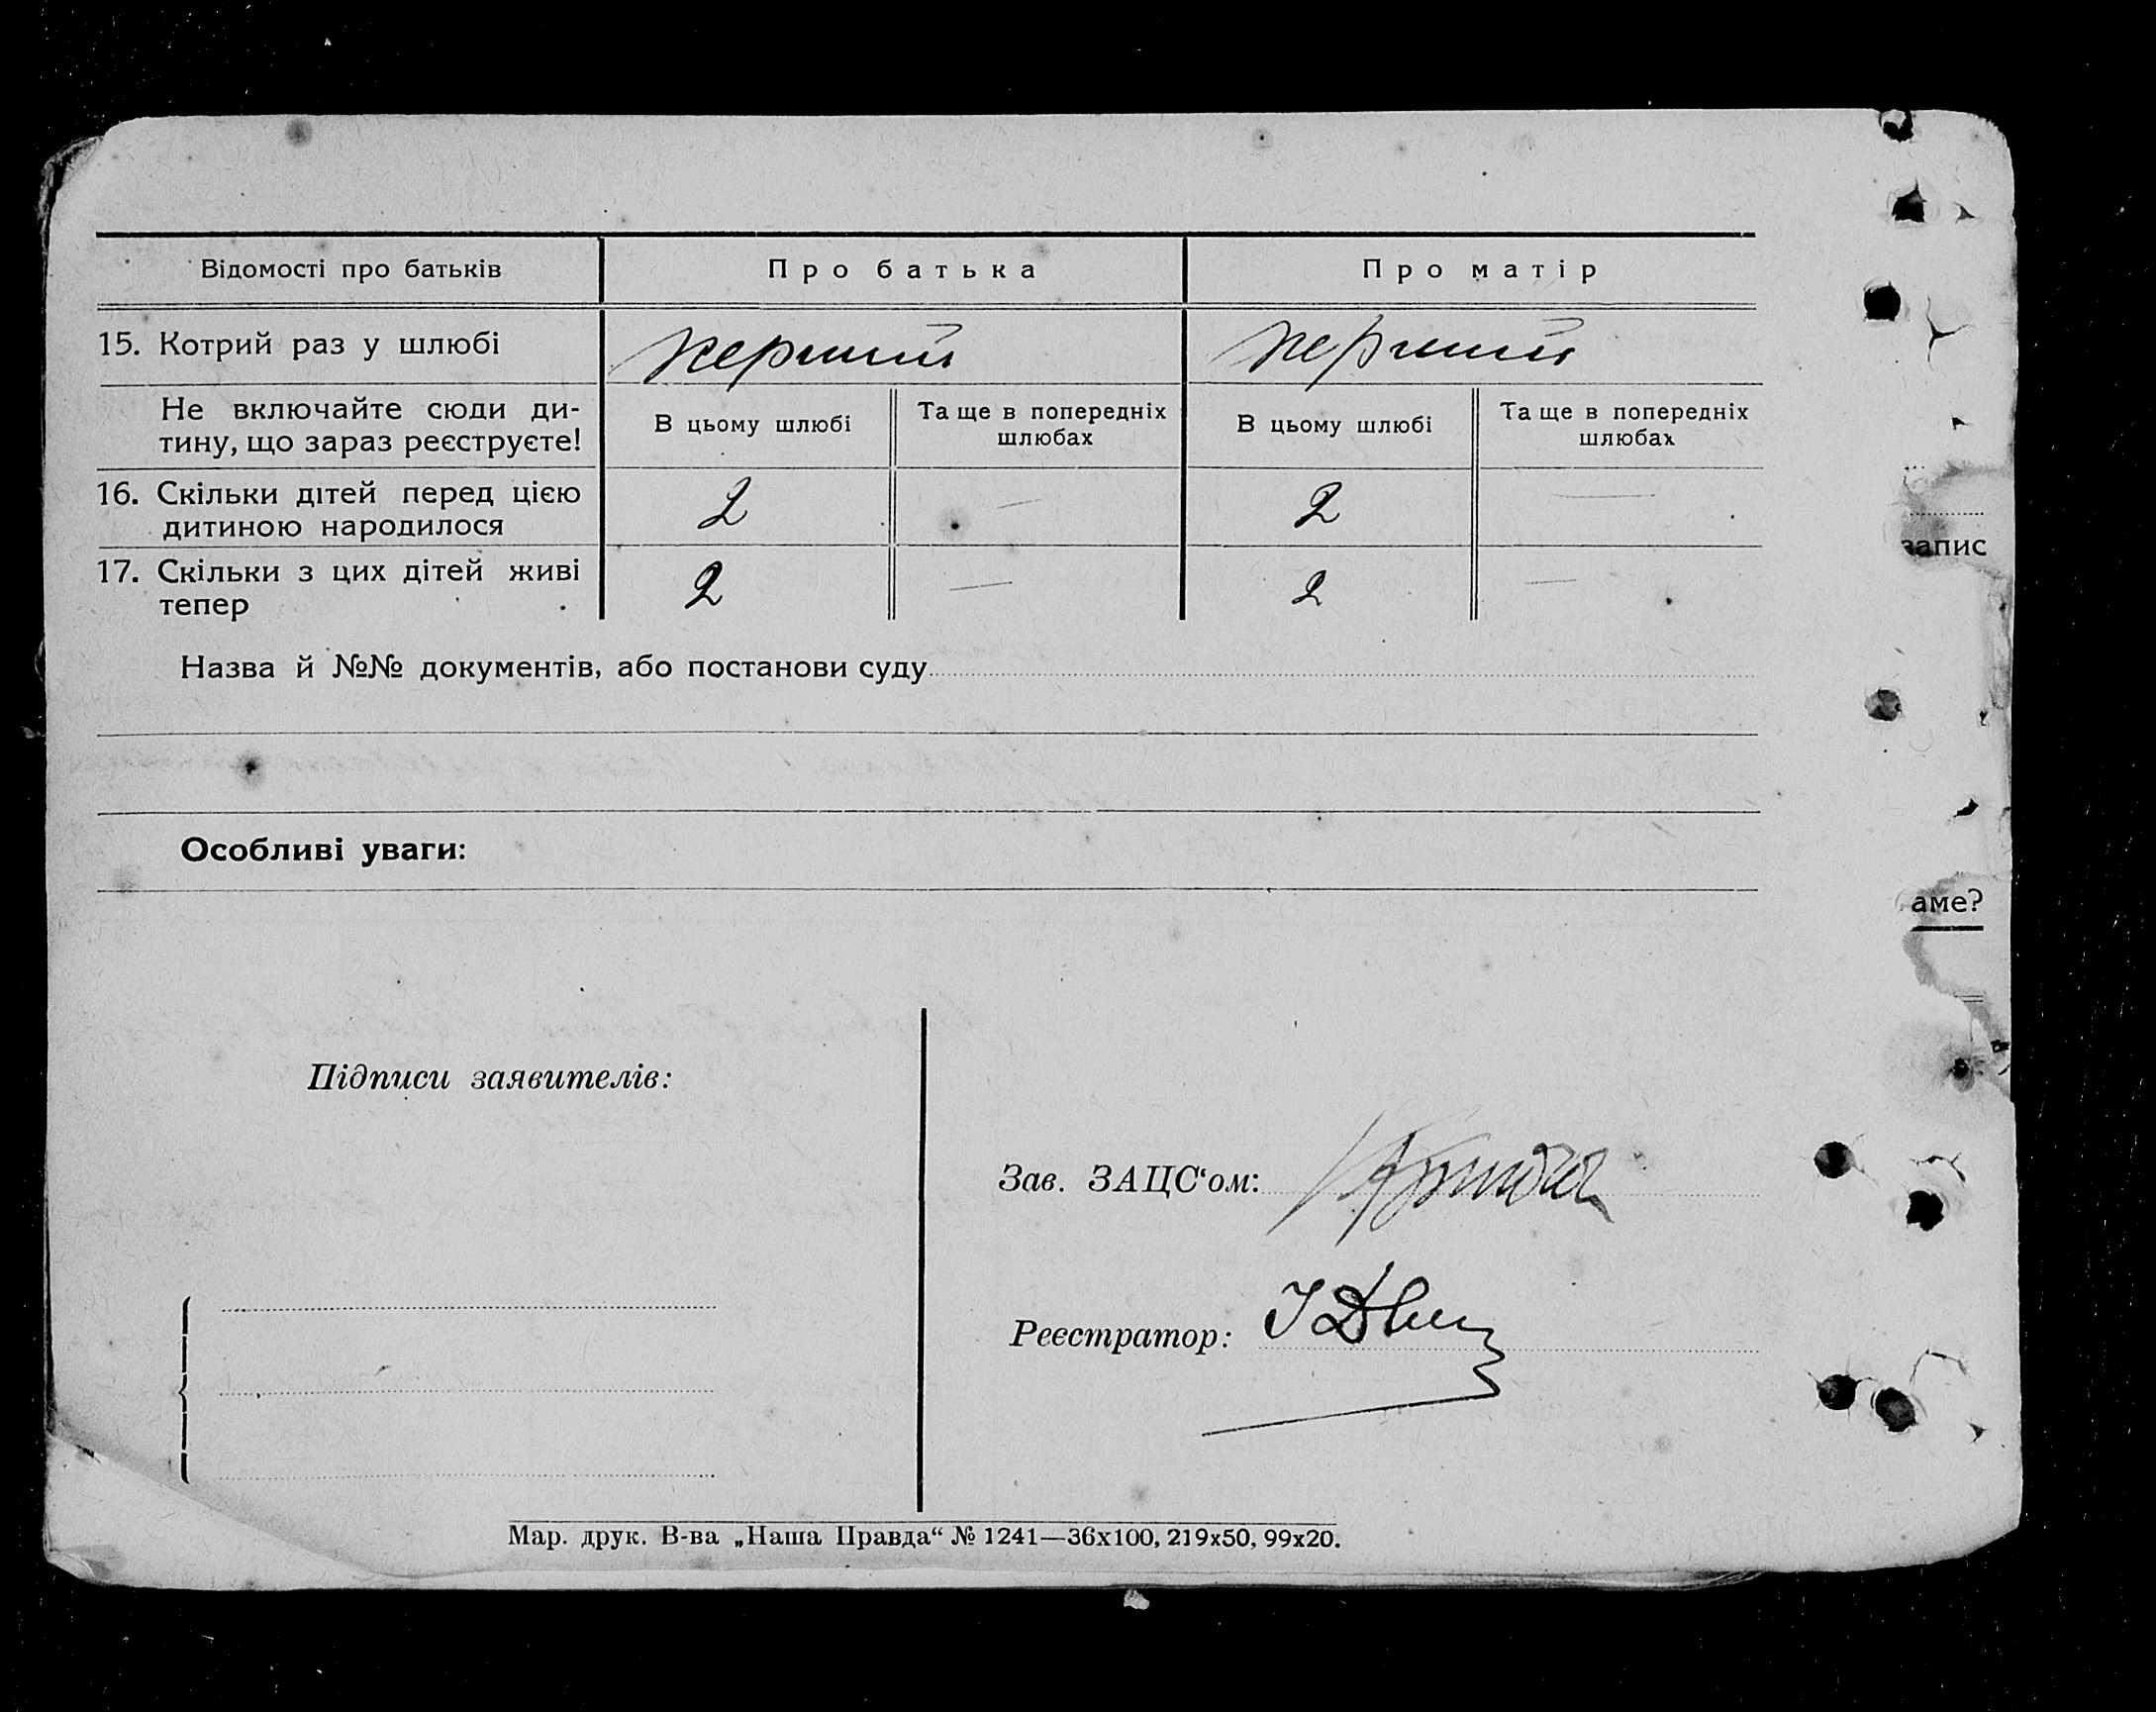 Відомості про батьків
Про батька
Про матір
15. Котрий раз у шлюбі
перший
перший
Не включайте сюди ди-
тину, що зараз реєструєте!
В цьому шлюбі
Та ще в попередніх
шлюбах
В цьому шлюбі
Та ще в попередніх
шлюбах
16. Скільки дітей перед цією
дитиною народилося
2
—
2
—
17. Скільки з цих дітей живі
тепер
2
—
2
—
запис
Назва й №№ документів, або постанови суду
Особливі уваги:
аме?
Підписи заявителів:
Зав. ЗАЦС‘ом:
Реєстратор:
Мар. друк. В-ва „Наша Правда“ № 1241—36х100, 219х50, 99х20.